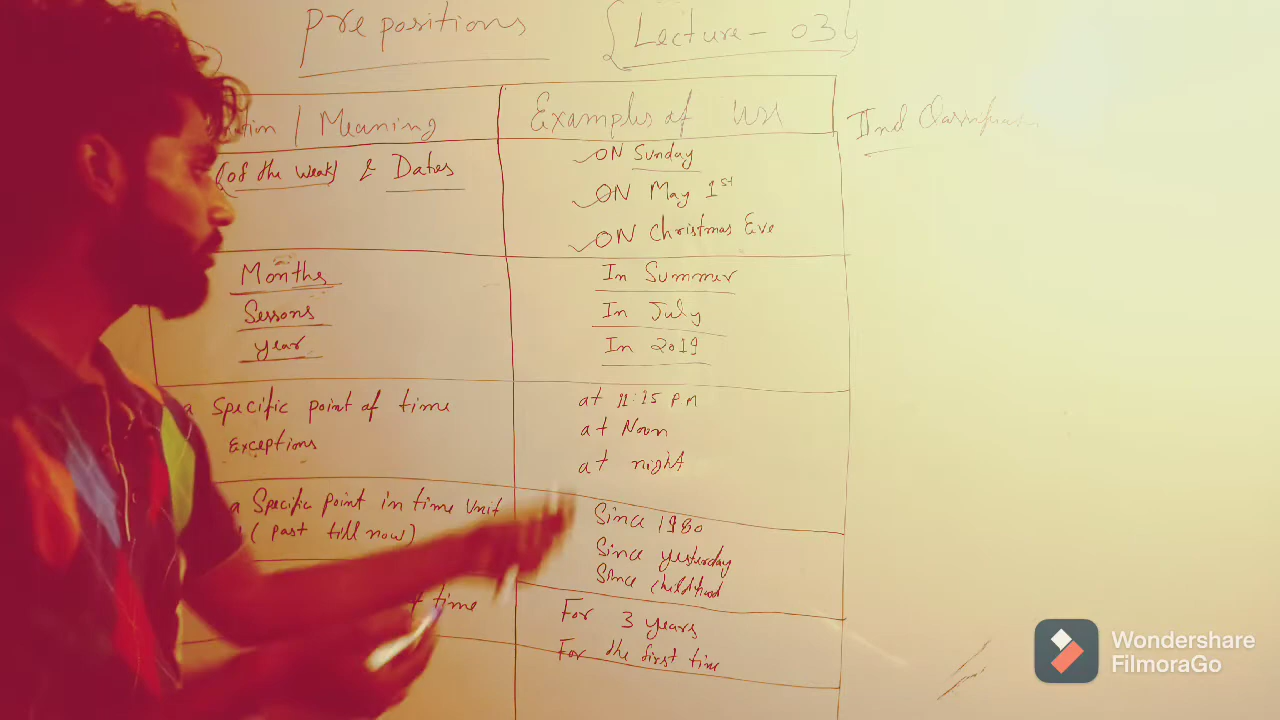 Prepositions
Lecture - 034
Meaning
Examples of use
IInd Classification
(of the weak) & Dates
ON Sunday
ON May 1st
ON Christmas Eve
Months
Sessons
year
In Summer
In July
In 2019
a specific point of time
Exceptions
at 11:15 PM
at Noon
at night
a Specific point in time Unit
(past till now)
Since 1980
Since yesterday
Since childhood
time
For 3 years
For the first time
Wondershare
FilmoraGo